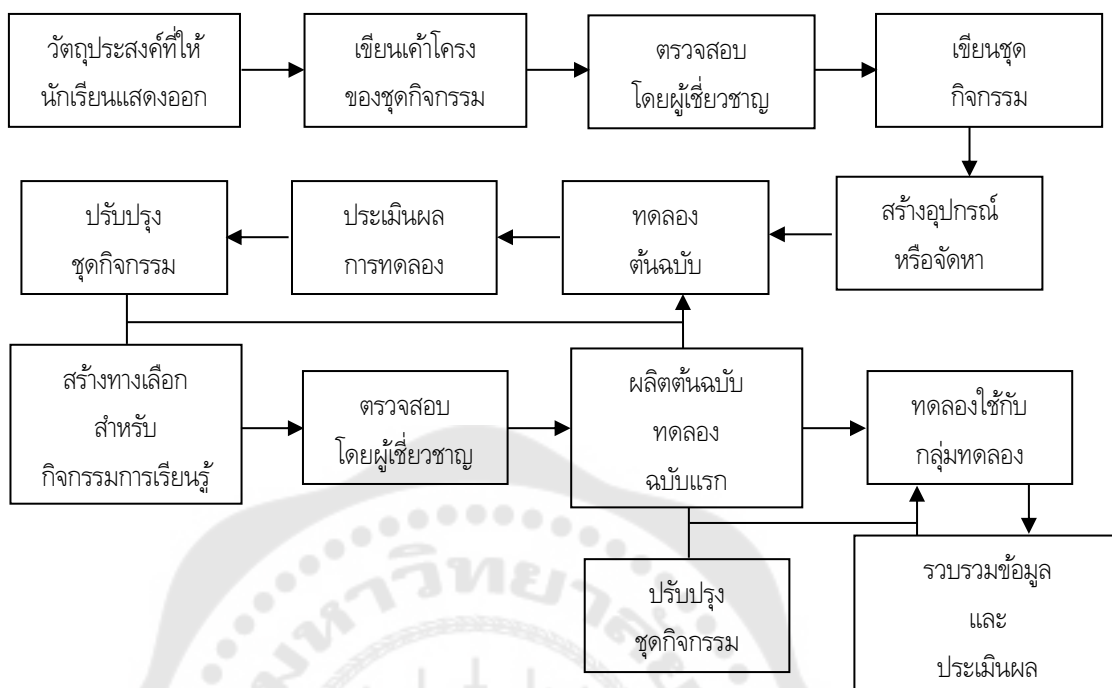 วัตถุประสงค์ที่ให้
นักเรียนแสดงออก
เขียนเค้าโครง
ของชุดกิจกรรม
ตรวจสอบ
โดยผู้เชี่ยวชาญ
เขียนชุด
กิจกรรม
ปรับปรุง
ชุดกิจกรรม
ประเมินผล
การทดลอง
ทดลอง
ต้นฉบับ
สร้างอุปกรณ์
หรือจัดหา
สร้างทางเลือก
สำหรับ
กิจกรรมการเรียนรู้
ตรวจสอบ
โดยผู้เชี่ยวชาญ
ผลิตต้นฉบับ
ทดลอง
ฉบับแรก
ทดลองใช้กับ
กลุ่มทดลอง
ปรับปรุง
ชุดกิจกรรม
รวบรวมข้อมูล
และ
ประเมินผล